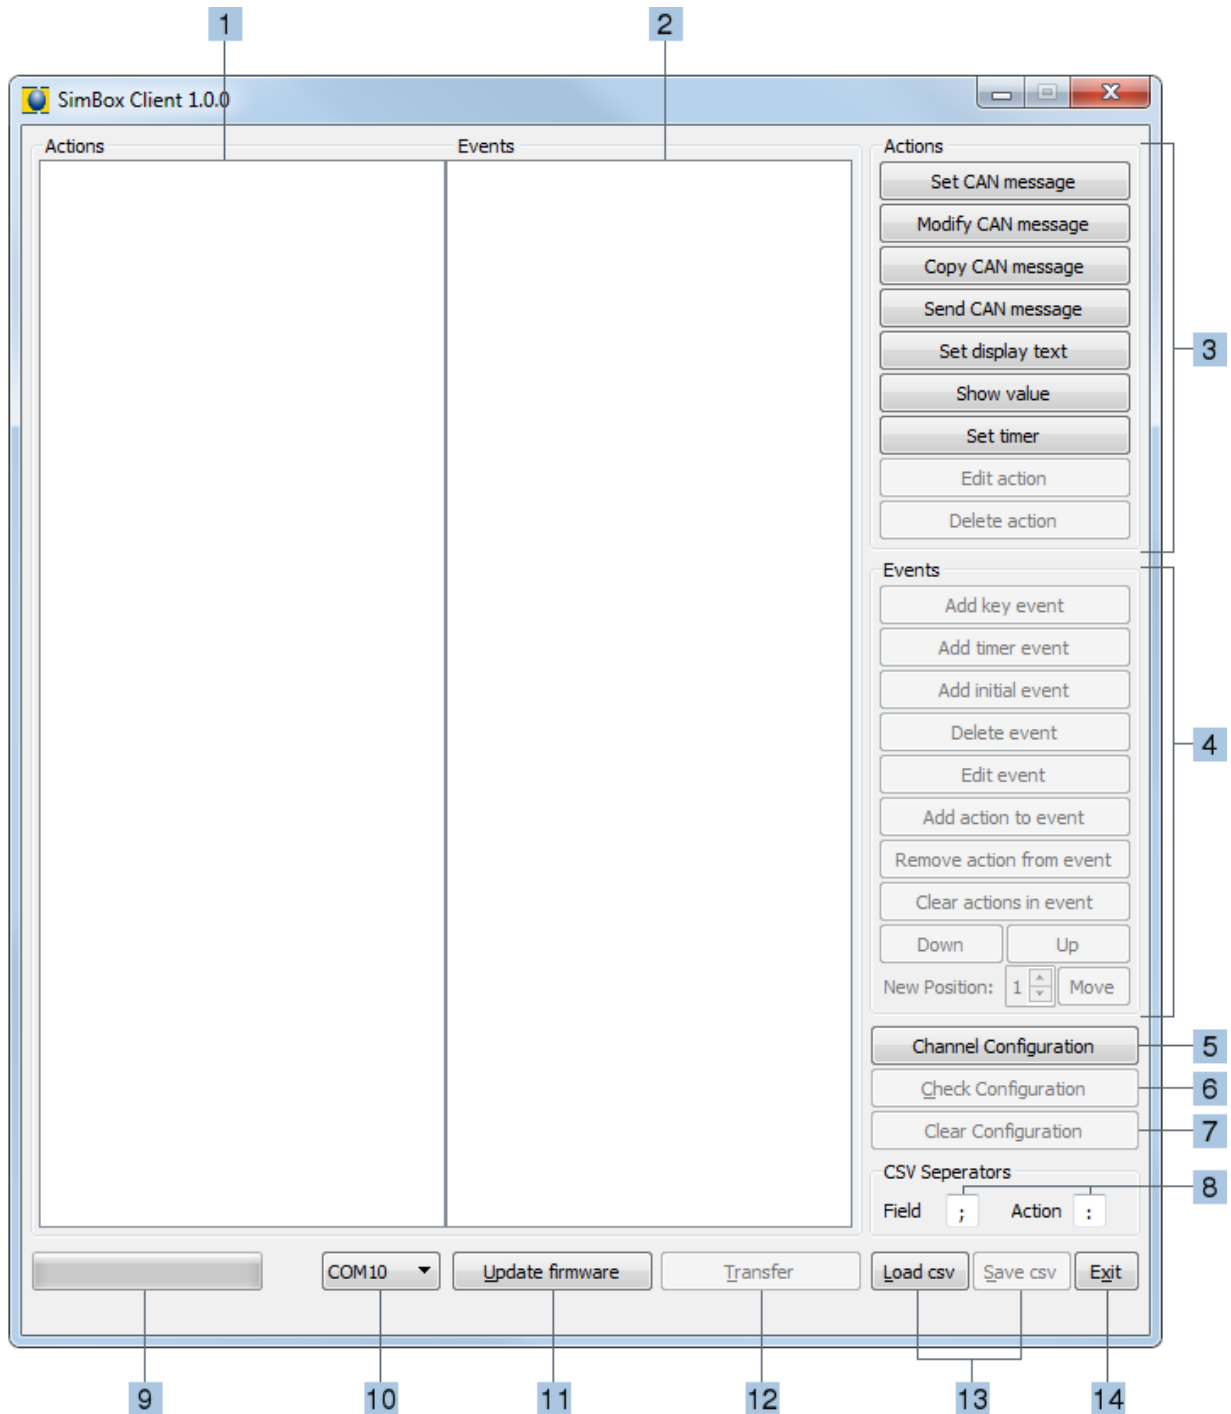 1 2
SimBox Client 1.0.0
Actions Events Actions
Set CAN message
Modify CAN message
Copy CAN message
Send CAN message
Set display text
3
Show value
Set timer
Edit action
Delete action
Events
Add key event
Add timer event
Add initial event
Delete event
4
Edit event
Add action to event
Remove action from event
Clear actions in event
Down Up
New Position: 1 Move
Channel Configuration 5
Check Configuration 6
Clear Configuration 7
CSV Seperators
8
Field ; Action :
COM10 Update firmware Transfer Load csv Save csv Exit
9 10 11 12 13 14